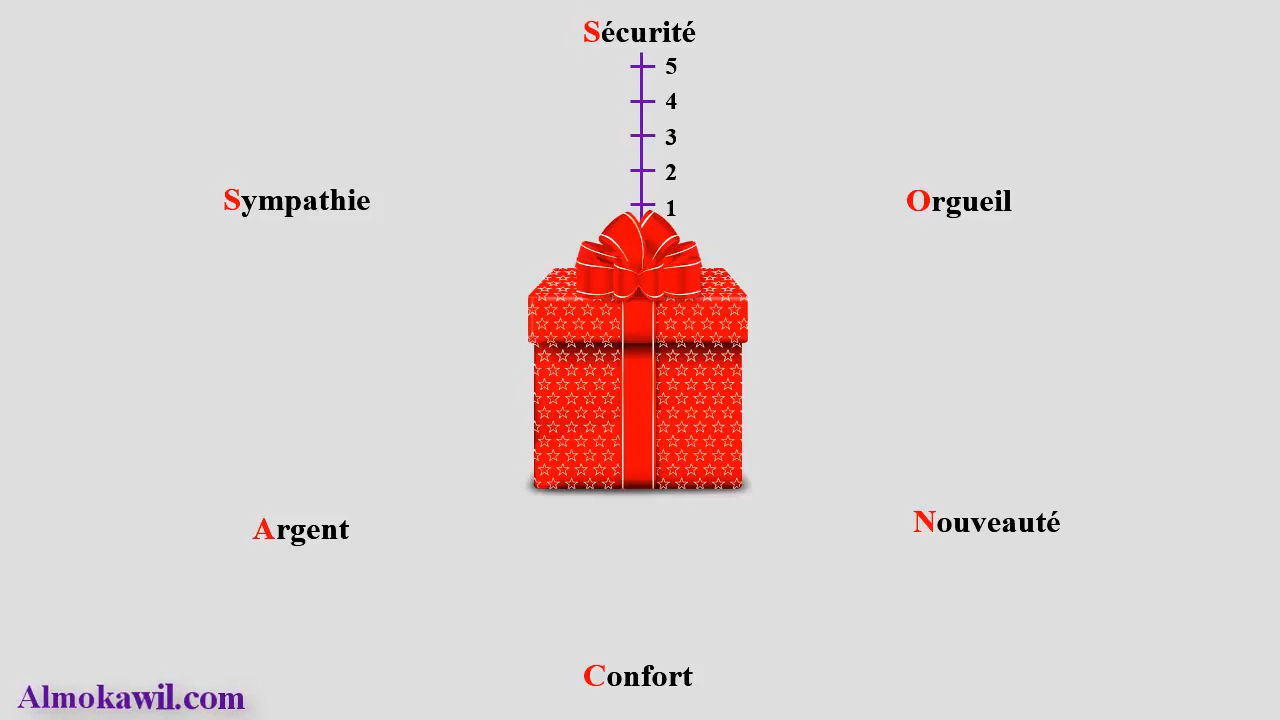 Sécurité
5
4
3
2
1
Sympathie
Orgueil
Argent
Nouveauté
Confort
Almokawil.com